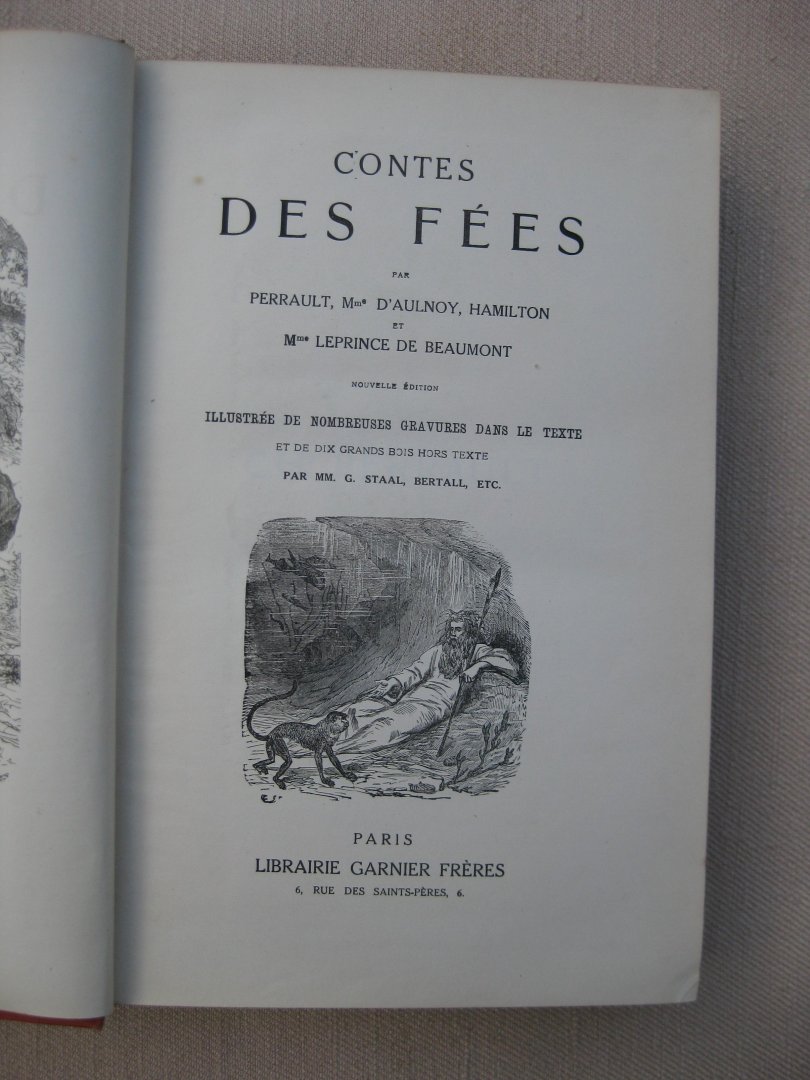 CONTES
DES FÉES
PAR
PERRAULT, Mme D'AULNOY, HAMILTON
ET
Mme LEPRINCE DE BEAUMONT
NOUVELLE ÉDITION
ILLUSTRÉE DE NOMBREUSES GRAVURES DANS LE TEXTE
ET DE DIX GRANDS BOIS HORS TEXTE
PAR MM. G. STAAL, BERTALL, ETC.
PARIS
LIBRAIRIE GARNIER FRÈRES
6, RUE DES SAINTS-PÈRES, 6.